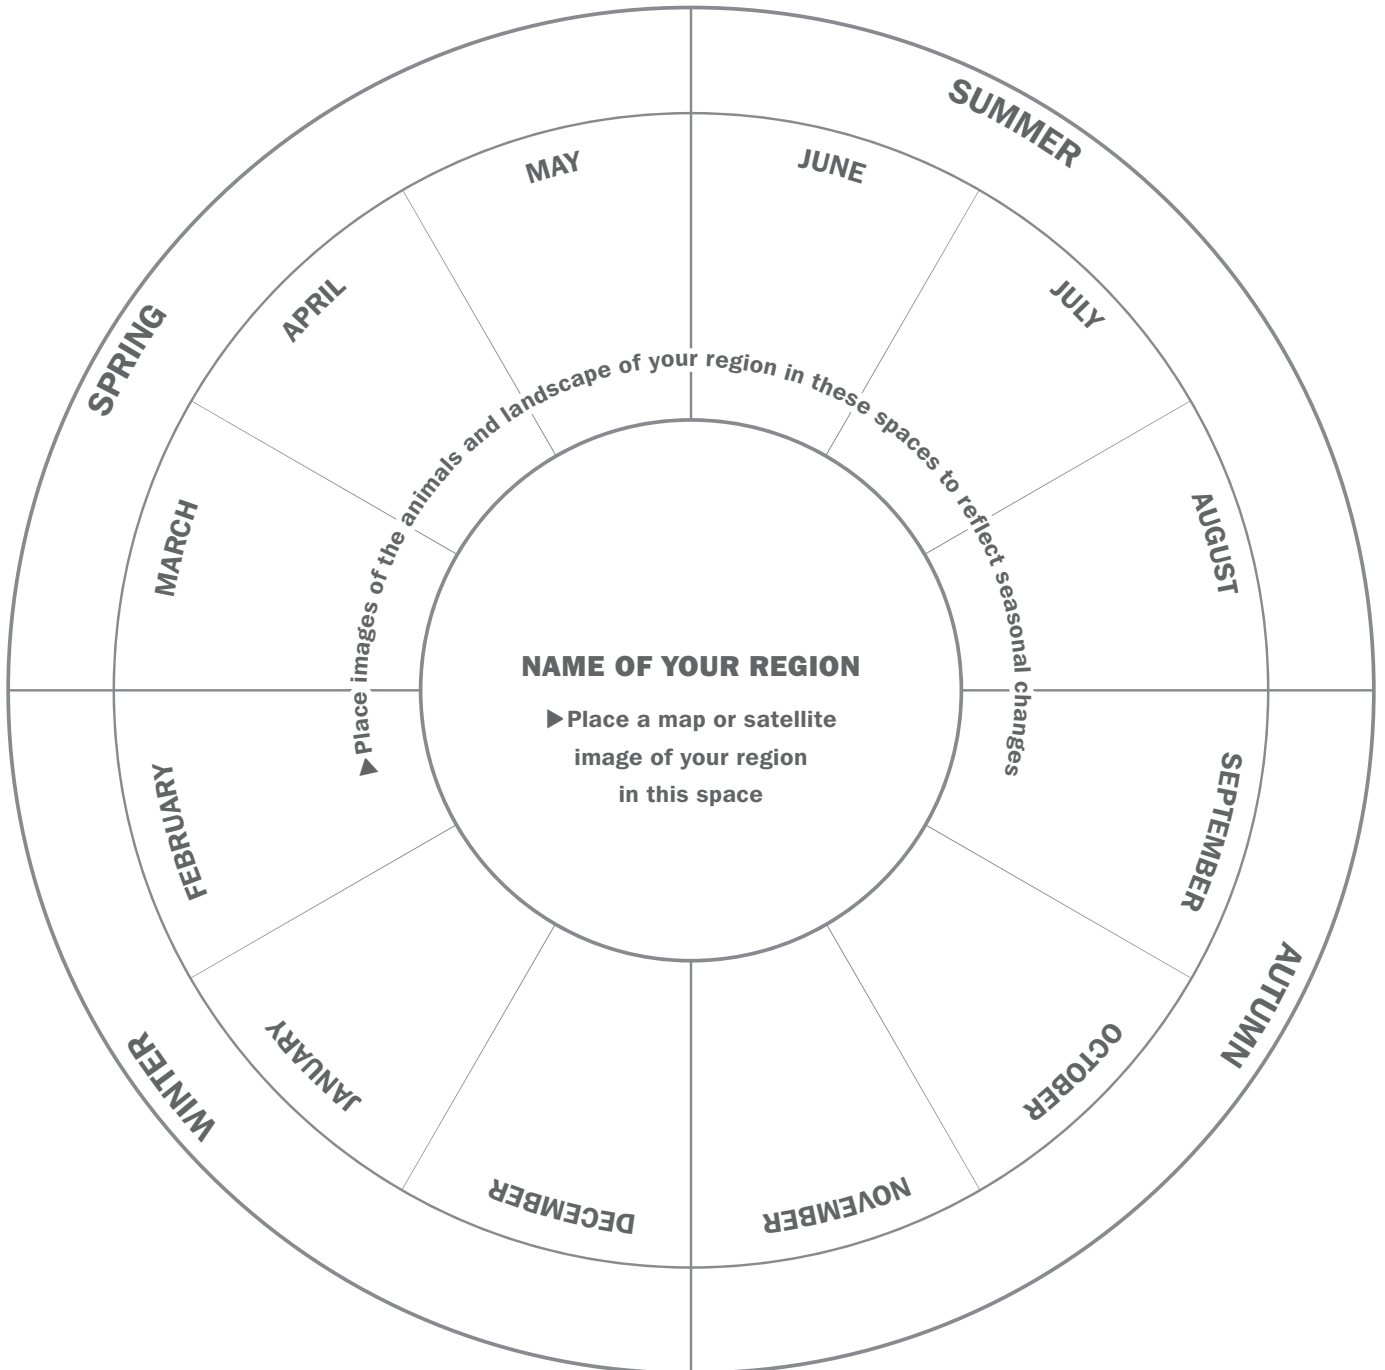 SPRING
SUMMER
AUTUMN
WINTER
MARCH
APRIL
MAY
JUNE
JULY
AUGUST
SEPTEMBER
OCTOBER
NOVEMBER
DECEMBER
JANUARY
FEBRUARY
▶Place images of the animals and landscape of your region in these spaces to reflect seasonal changes
NAME OF YOUR REGION
▶Place a map or satellite
image of your region
in this space